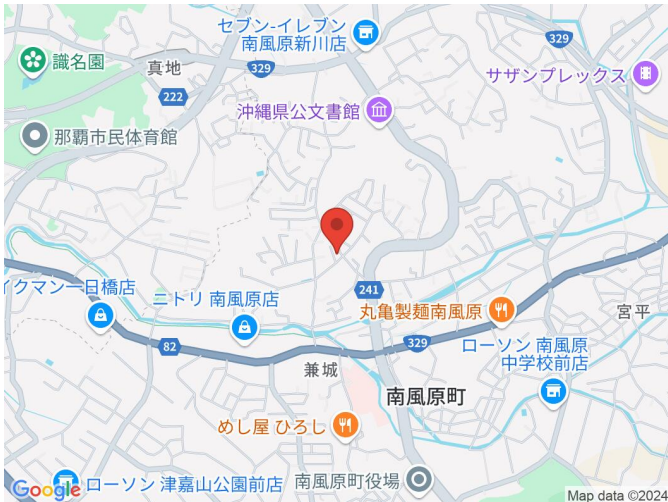 セブン-イレブン
南風原新川店
329
識名園
真地
329
サザンプレックス
222
沖縄県公文書館
那覇市民体育館
イクマン一日橋店
ニトリ 南風原店
241
丸亀製麺南風原
宮平
82
329
ローソン 南風原
中学校前店
兼城
南風原町
めし屋 ひろし
ローソン 津嘉山公園前店
南風原町役場
Google
Map data ©2024